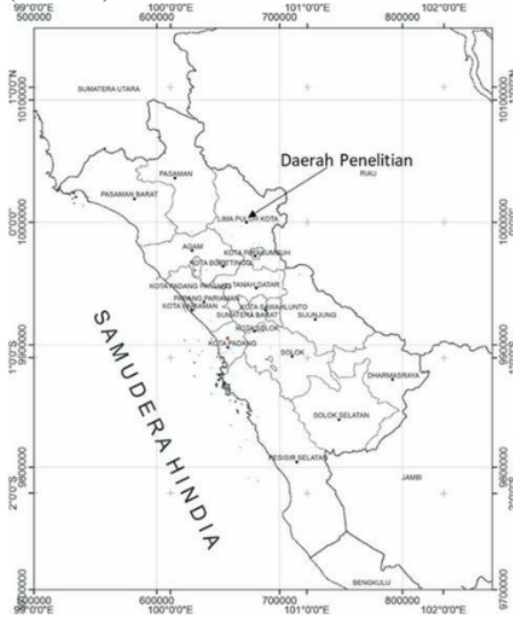 99°0'0"E 100°0'0"E 101°0'0"E 102°0'0"E
500000 600000 700000 800000
1°0'0"N
10100000
SUMATERA UTARA
PASAMAN
Daerah Penelitian
RIAU
PASAMAN BARAT
LIMA PULUH KOTA
0°0'0"
10000000
AGAM
KOTA PAYAKUMBUH
KOTA BUKITTINGGI
KOTA PADANG PANJANG
TANAH DATAR
PADANG PARIAMAN
KOTA PARIAMAN
KOTA SAWAHLUNTO
SUMATERA BARAT
SIJUNJUNG
KOTA SOLOK
KOTA PADANG
SOLOK
1°0'0"S
9900000
SAMUDERA HINDIA
DHARMASRAYA
SOLOK SELATAN
PESISIR SELATAN
9800000
JAMBI
2°0'0"S
BENGKULU
9700000
500000 600000 700000 800000
99°0'0"E 100°0'0"E 101°0'0"E 102°0'0"E